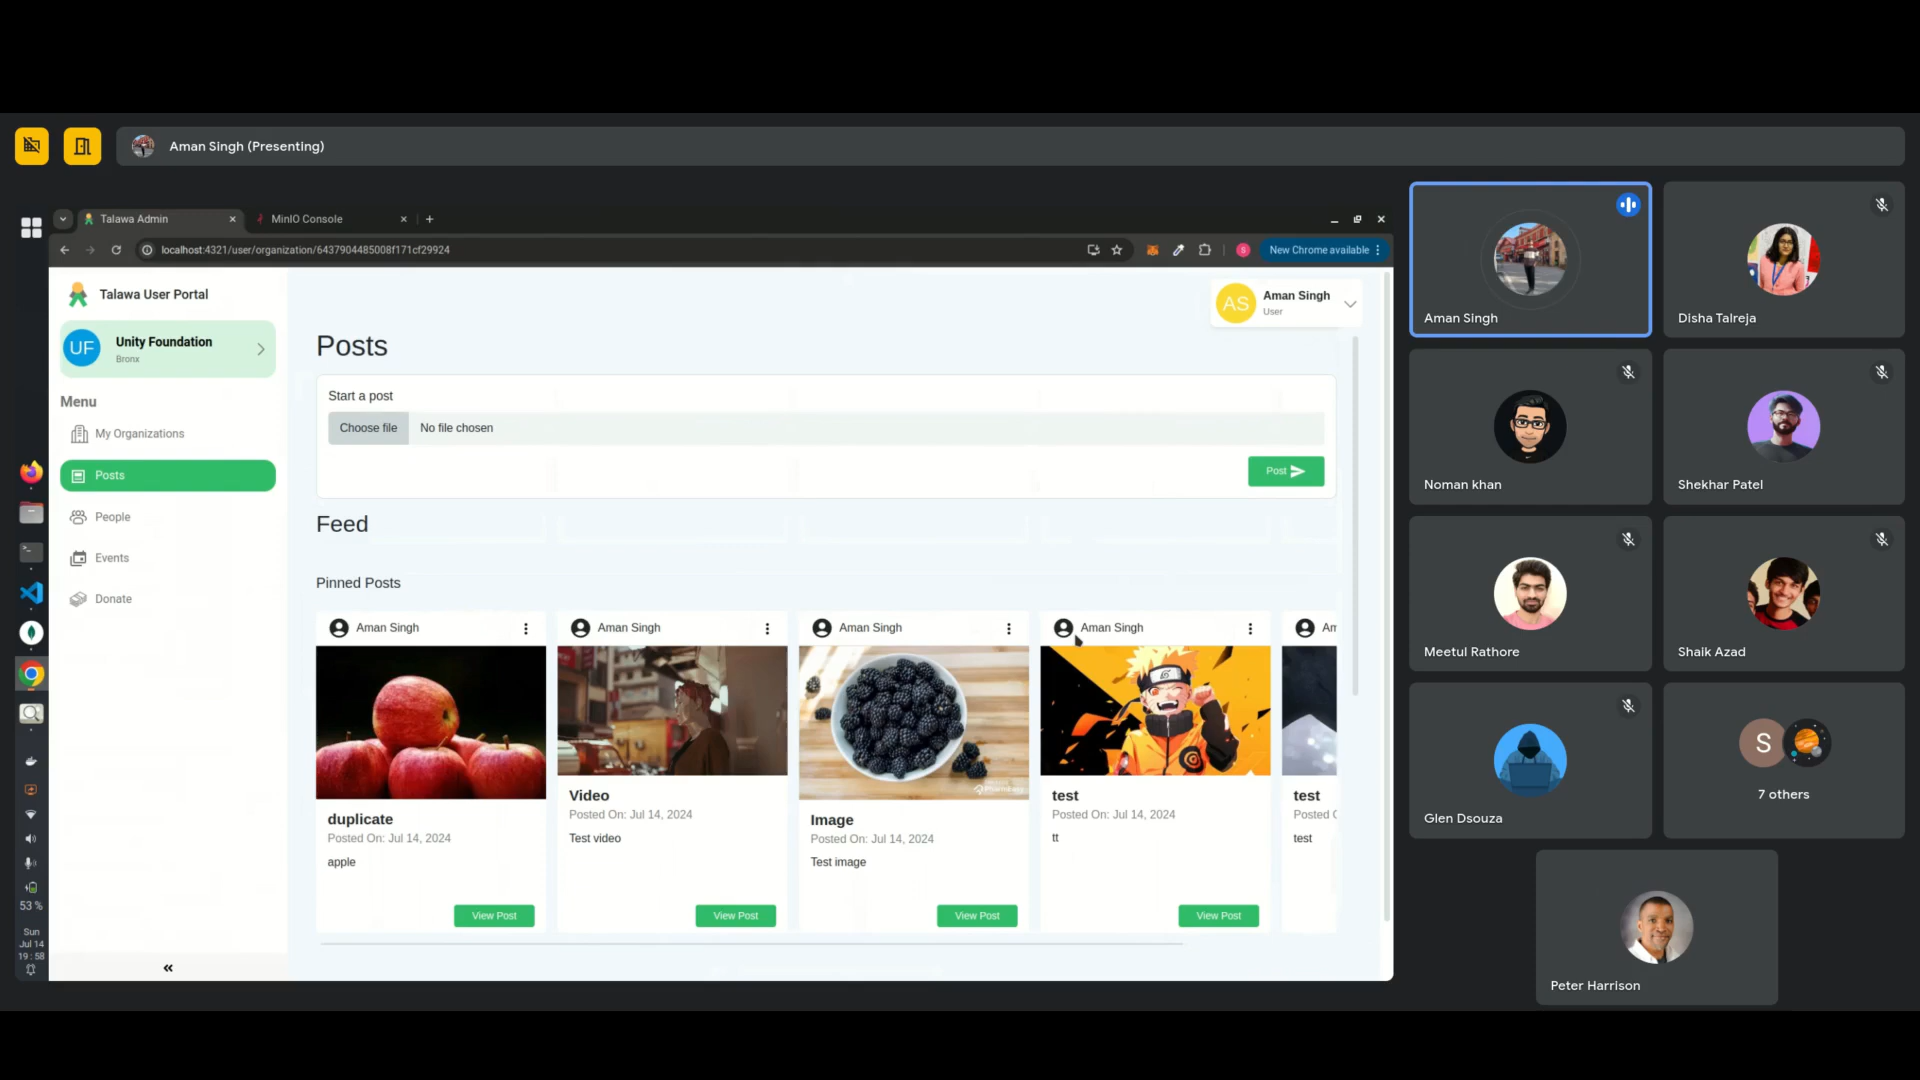 Aman Singh (Presenting)
Talawa Admin
MinIO Console
localhost:4321/user/organization/6437904485008f171cf29924
S
New Chrome available
Talawa User Portal
UF
Unity Foundation
Bronx
Menu
My Organizations
Posts
People
Events
Donate
AS
Aman Singh
User
Posts
Start a post
Choose file
No file chosen
Post
Feed
Pinned Posts
Aman Singh
duplicate
Posted On: Jul 14, 2024
apple
View Post
Aman Singh
Video
Posted On: Jul 14, 2024
Test video
View Post
Aman Singh
Image
Posted On: Jul 14, 2024
Test image
View Post
Aman Singh
test
Posted On: Jul 14, 2024
tt
View Post
Am
test
Posted
test
53 %
Sun
Jul 14
19 : 58
Aman Singh
Disha Talreja
Noman khan
Shekhar Patel
Meetul Rathore
Shaik Azad
Glen Dsouza
S
7 others
Peter Harrison